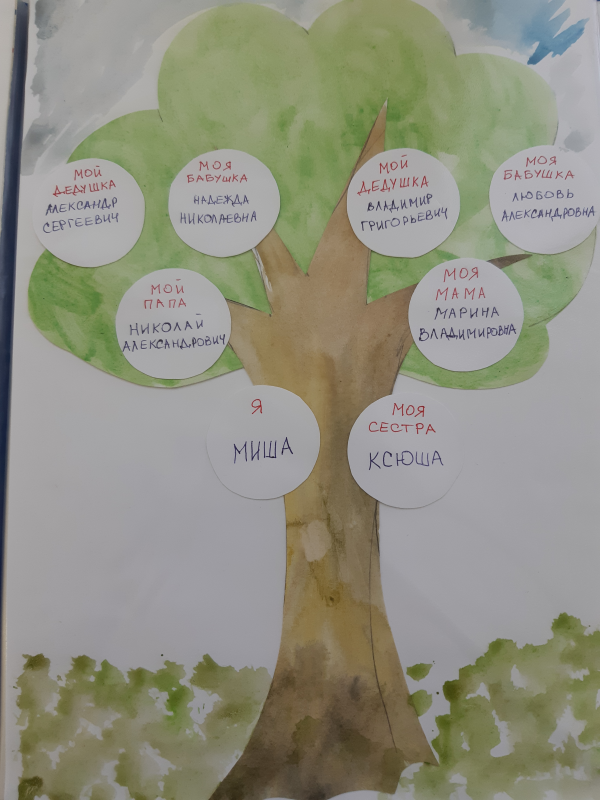 МОЙ
ДЕДУШКА
АЛЕКСАНДР
СЕРГЕЕВИЧ
МОЯ
БАБУШКА
НАДЕЖДА
НИКОЛАЕВНА
МОЙ
ДЕДУШКА
ВЛАДИМИР
ГРИГОРЬЕВИЧ
МОЯ
БАБУШКА
ЛЮБОВЬ
АЛЕКСАНДРОВНА
МОЙ
ПАПА
НИКОЛАЙ
АЛЕКСАНДРОВИЧ
МОЯ
МАМА
МАРИНА
ВЛАДИМИРОВНА
Я
МИША
МОЯ
СЕСТРА
КСЮША